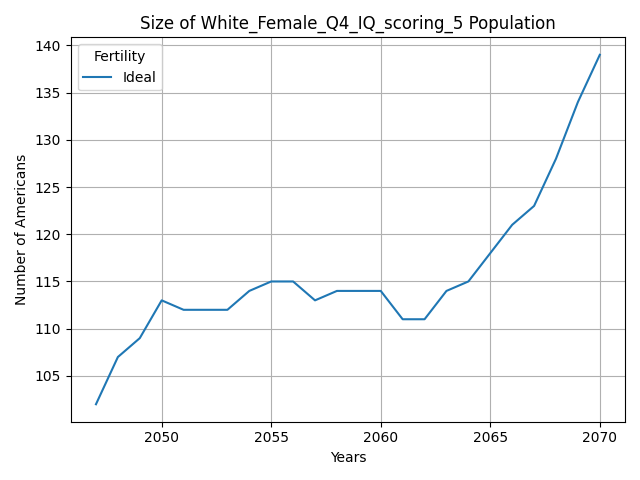 Size of White_Female_Q4_IQ_scoring_5 Population
Fertility
Ideal
140
135
130
125
120
115
110
105
Number of Americans
2050 2055 2060 2065 2070
Years